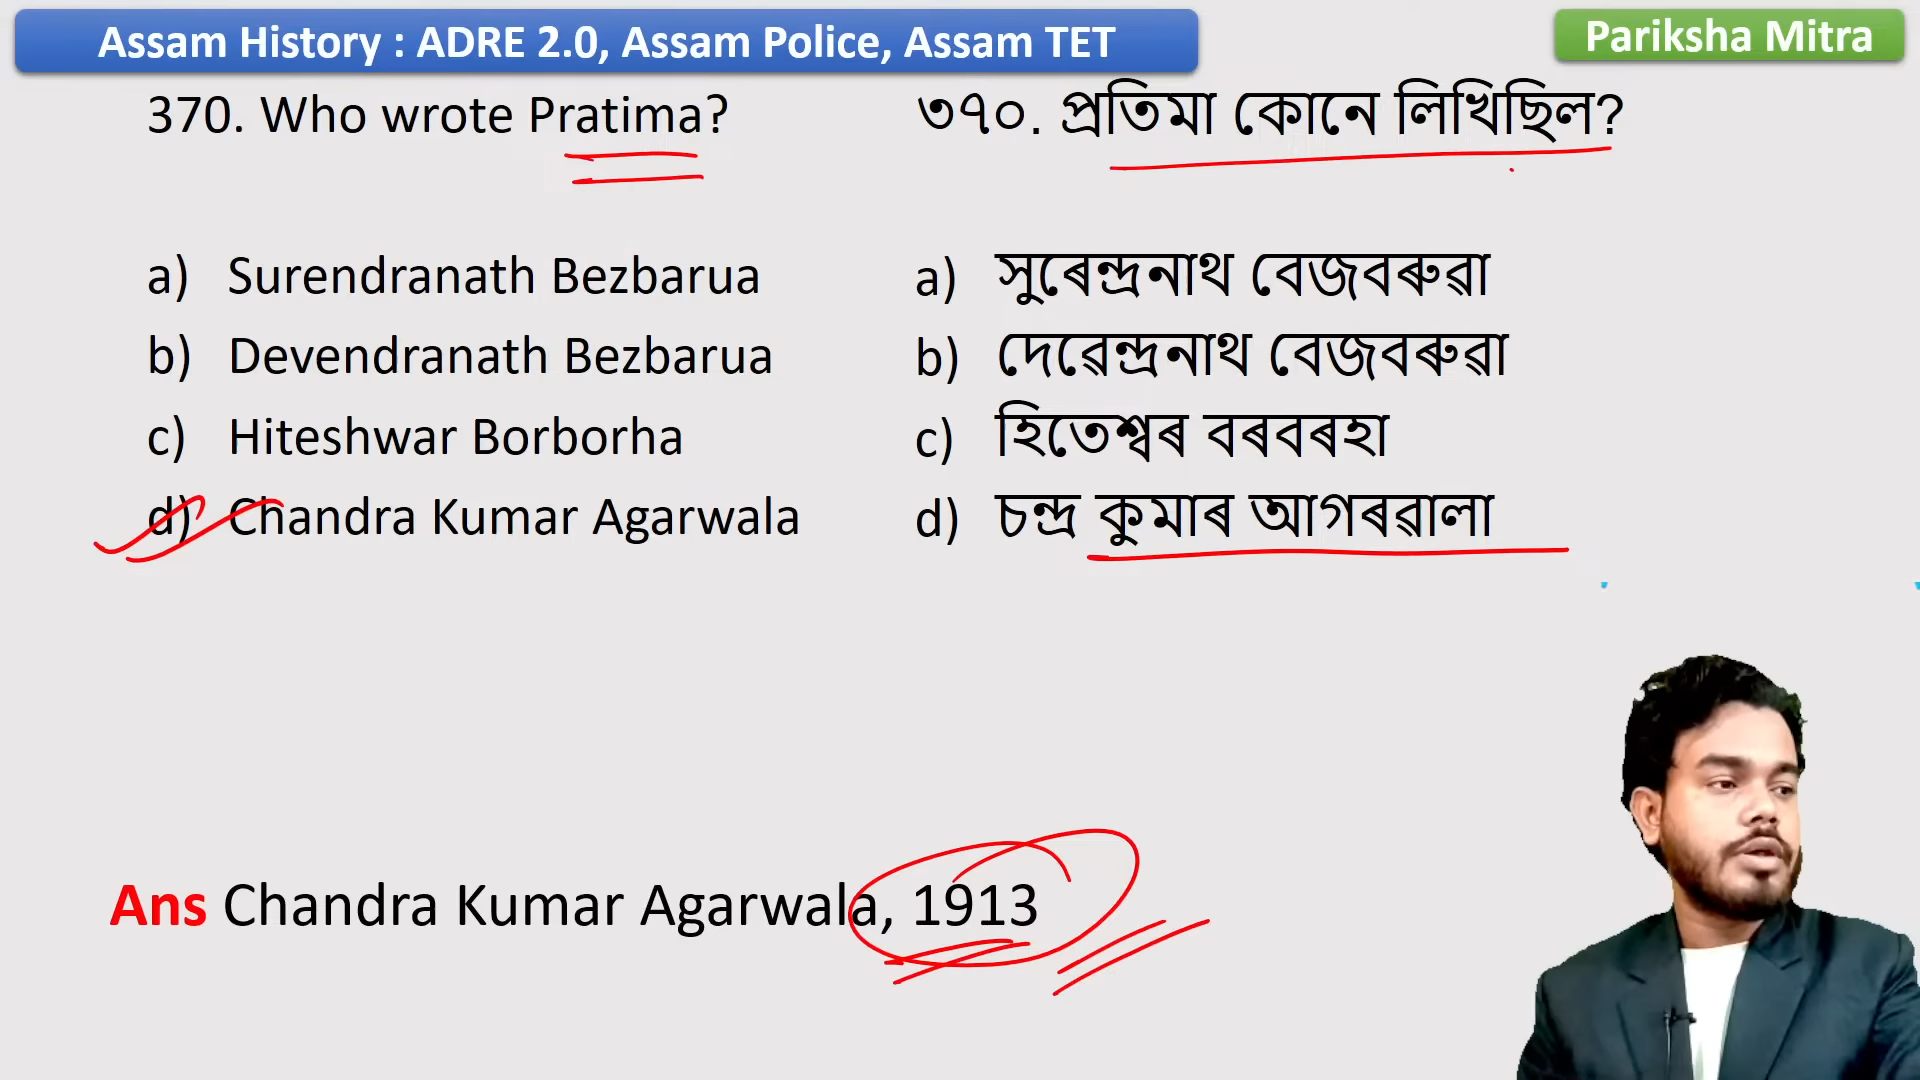 Assam History : ADRE 2.0, Assam Police, Assam TET
Pariksha Mitra
370. Who wrote Pratima?
a) Surendranath Bezbarua
b) Devendranath Bezbarua
c) Hiteshwar Borborha
d) Chandra Kumar Agarwala
৩৭০. প্ৰতিমা কোনে লিখিছিল?
a) সুৰেন্দ্ৰনাথ বেজবৰুৱা
b) দেৱেন্দ্ৰনাথ বেজবৰুৱা
c) হিতেশ্বৰ বৰবৰহা
d) চন্দ্ৰ কুমাৰ আগৰৱালা
Ans Chandra Kumar Agarwala, 1913